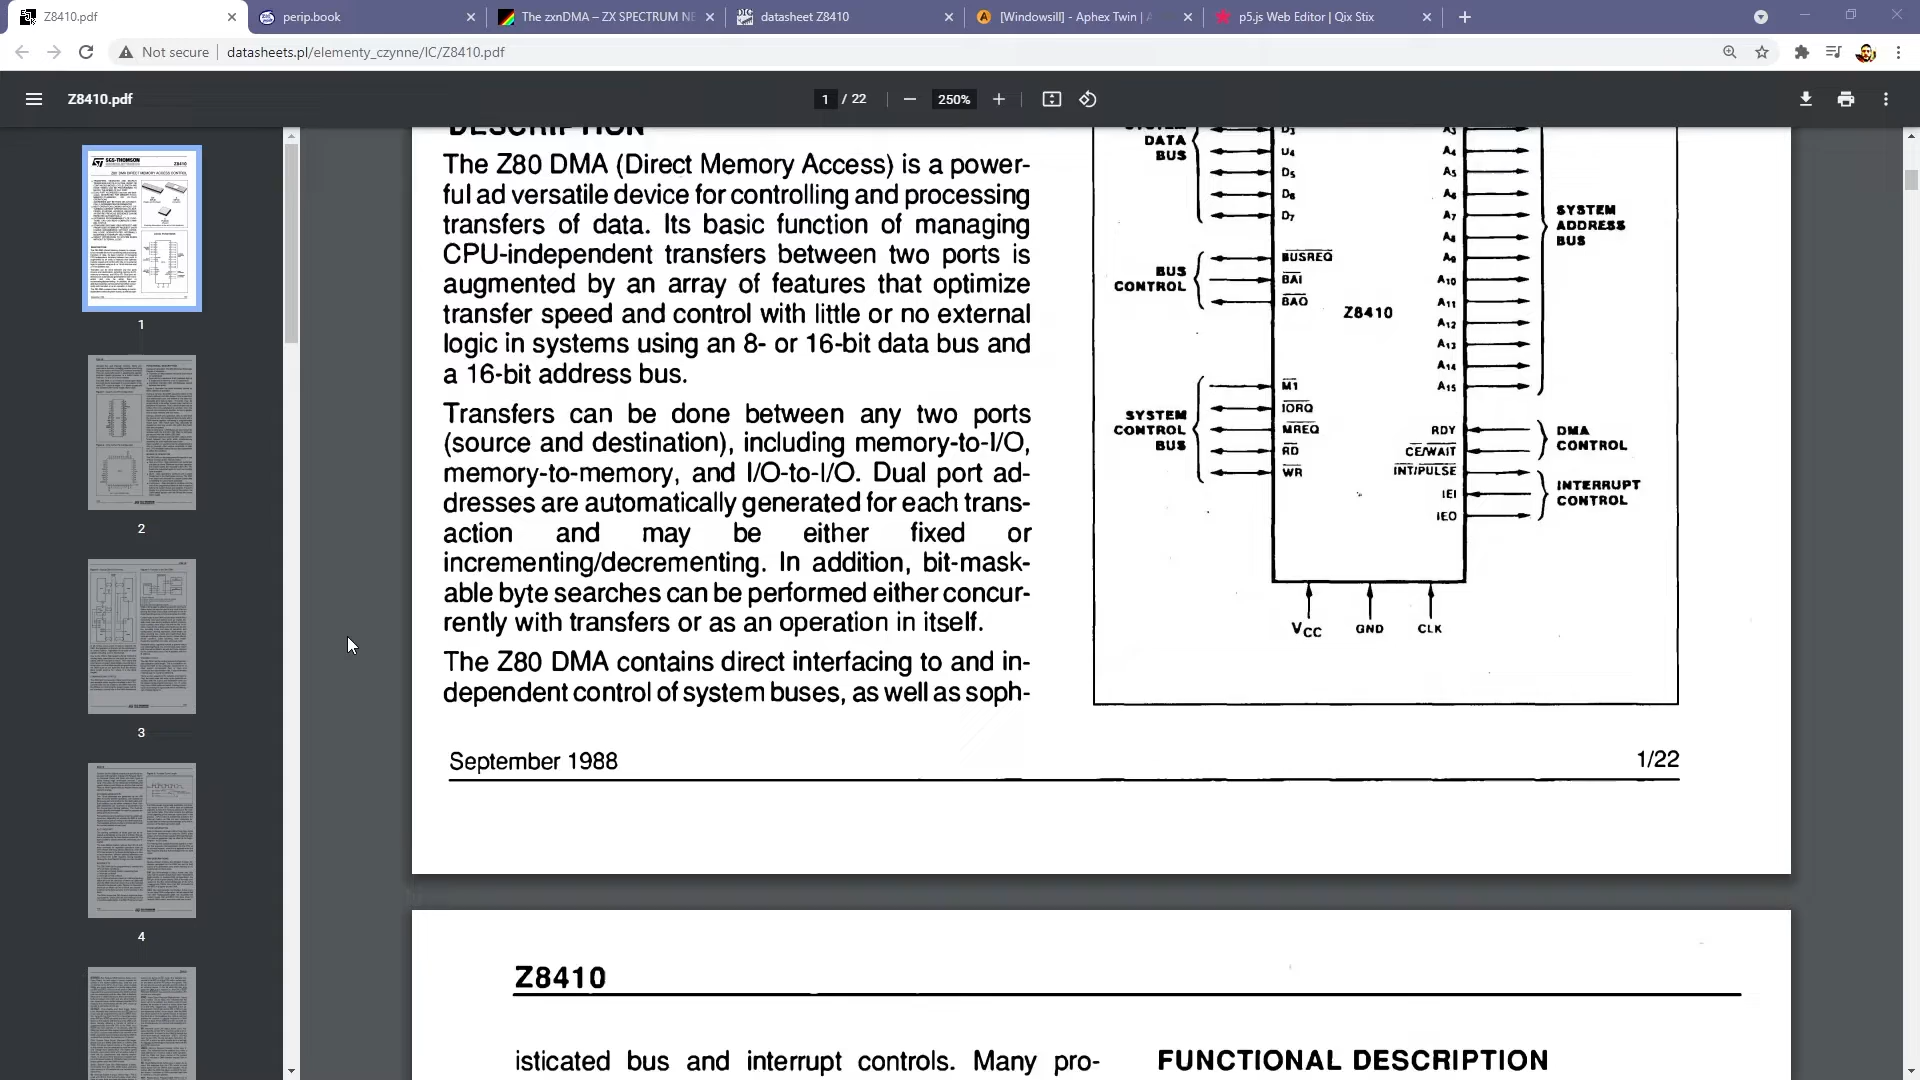 Z8410.pdf
perip.book
The zxnDMA – ZX SPECTRUM NE
datasheet Z8410
[Windowsill] - Aphex Twin | A
p5.js Web Editor | Qix Stix
Not secure
datasheets.pl/elementy_czynne/IC/Z8410.pdf
Z8410.pdf
1 / 22
250%
1
2
3
4
DESCRIPTION
The Z80 DMA (Direct Memory Access) is a power-
ful ad versatile device for controlling and processing
transfers of data. Its basic function of managing
CPU-independent transfers between two ports is
augmented by an array of features that optimize
transfer speed and control with little or no external
logic in systems using an 8- or 16-bit data bus and
a 16-bit address bus.
Transfers can be done between any two ports
(source and destination), including memory-to-I/O,
memory-to-memory, and I/O-to-I/O. Dual port ad-
dresses are automatically generated for each trans-
action and may be either fixed or
incrementing/decrementing. In addition, bit-mask-
able byte searches can be performed either concur-
rently with transfers or as an operation in itself.
The Z80 DMA contains direct interfacing to and in-
dependent control of system buses, as well as soph-
SYSTEM
DATA
BUS
D3
D4
D5
D6
D7
BUS
CONTROL
BUSREQ
BAI
BAO
SYSTEM
CONTROL
BUS
M1
IORQ
MREQ
RD
WR
Z8410
A3
A4
A5
A6
A7
A8
A9
A10
A11
A12
A13
A14
A15
SYSTEM
ADDRESS
BUS
RDY
CE/WAIT
DMA
CONTROL
INT/PULSE
IEI
IEO
INTERRUPT
CONTROL
VCC
GND
CLK
September 1988
1/22
Z8410
isticated bus and interrupt controls. Many pro-
FUNCTIONAL DESCRIPTION